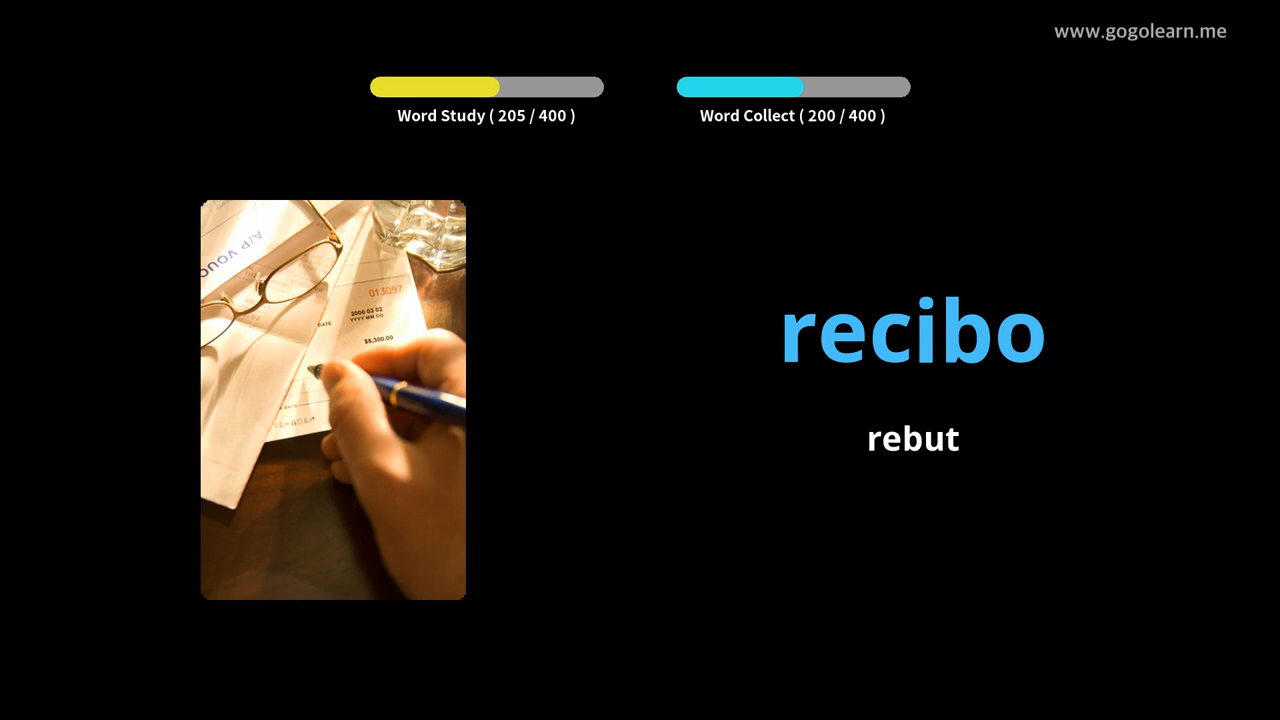 www.gogolearn.me
Word Study ( 205 / 400 )
Word Collect ( 200 / 400 )
A/P VOUC
013097
2006 03 02
YYYY MM DD
DATE
$5,300.00
recibo
rebut